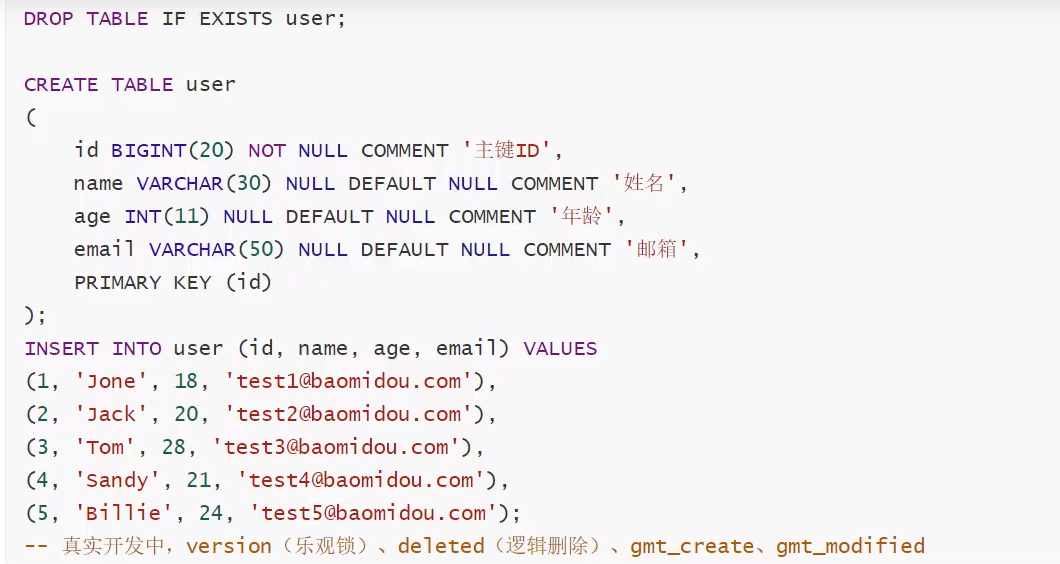 DROP TABLE IF EXISTS user;
CREATE TABLE user
(
id BIGINT(20) NOT NULL COMMENT '主键ID',
name VARCHAR(30) NULL DEFAULT NULL COMMENT '姓名',
age INT(11) NULL DEFAULT NULL COMMENT '年龄',
email VARCHAR(50) NULL DEFAULT NULL COMMENT '邮箱',
PRIMARY KEY (id)
);
INSERT INTO user (id, name, age, email) VALUES
(1, 'Jone', 18, 'test1@baomidou.com'),
(2, 'Jack', 20, 'test2@baomidou.com'),
(3, 'Tom', 28, 'test3@baomidou.com'),
(4, 'Sandy', 21, 'test4@baomidou.com'),
(5, 'Billie', 24, 'test5@baomidou.com');
-- 真实开发中，version（乐观锁）、deleted（逻辑删除）、gmt_create、gmt_modified